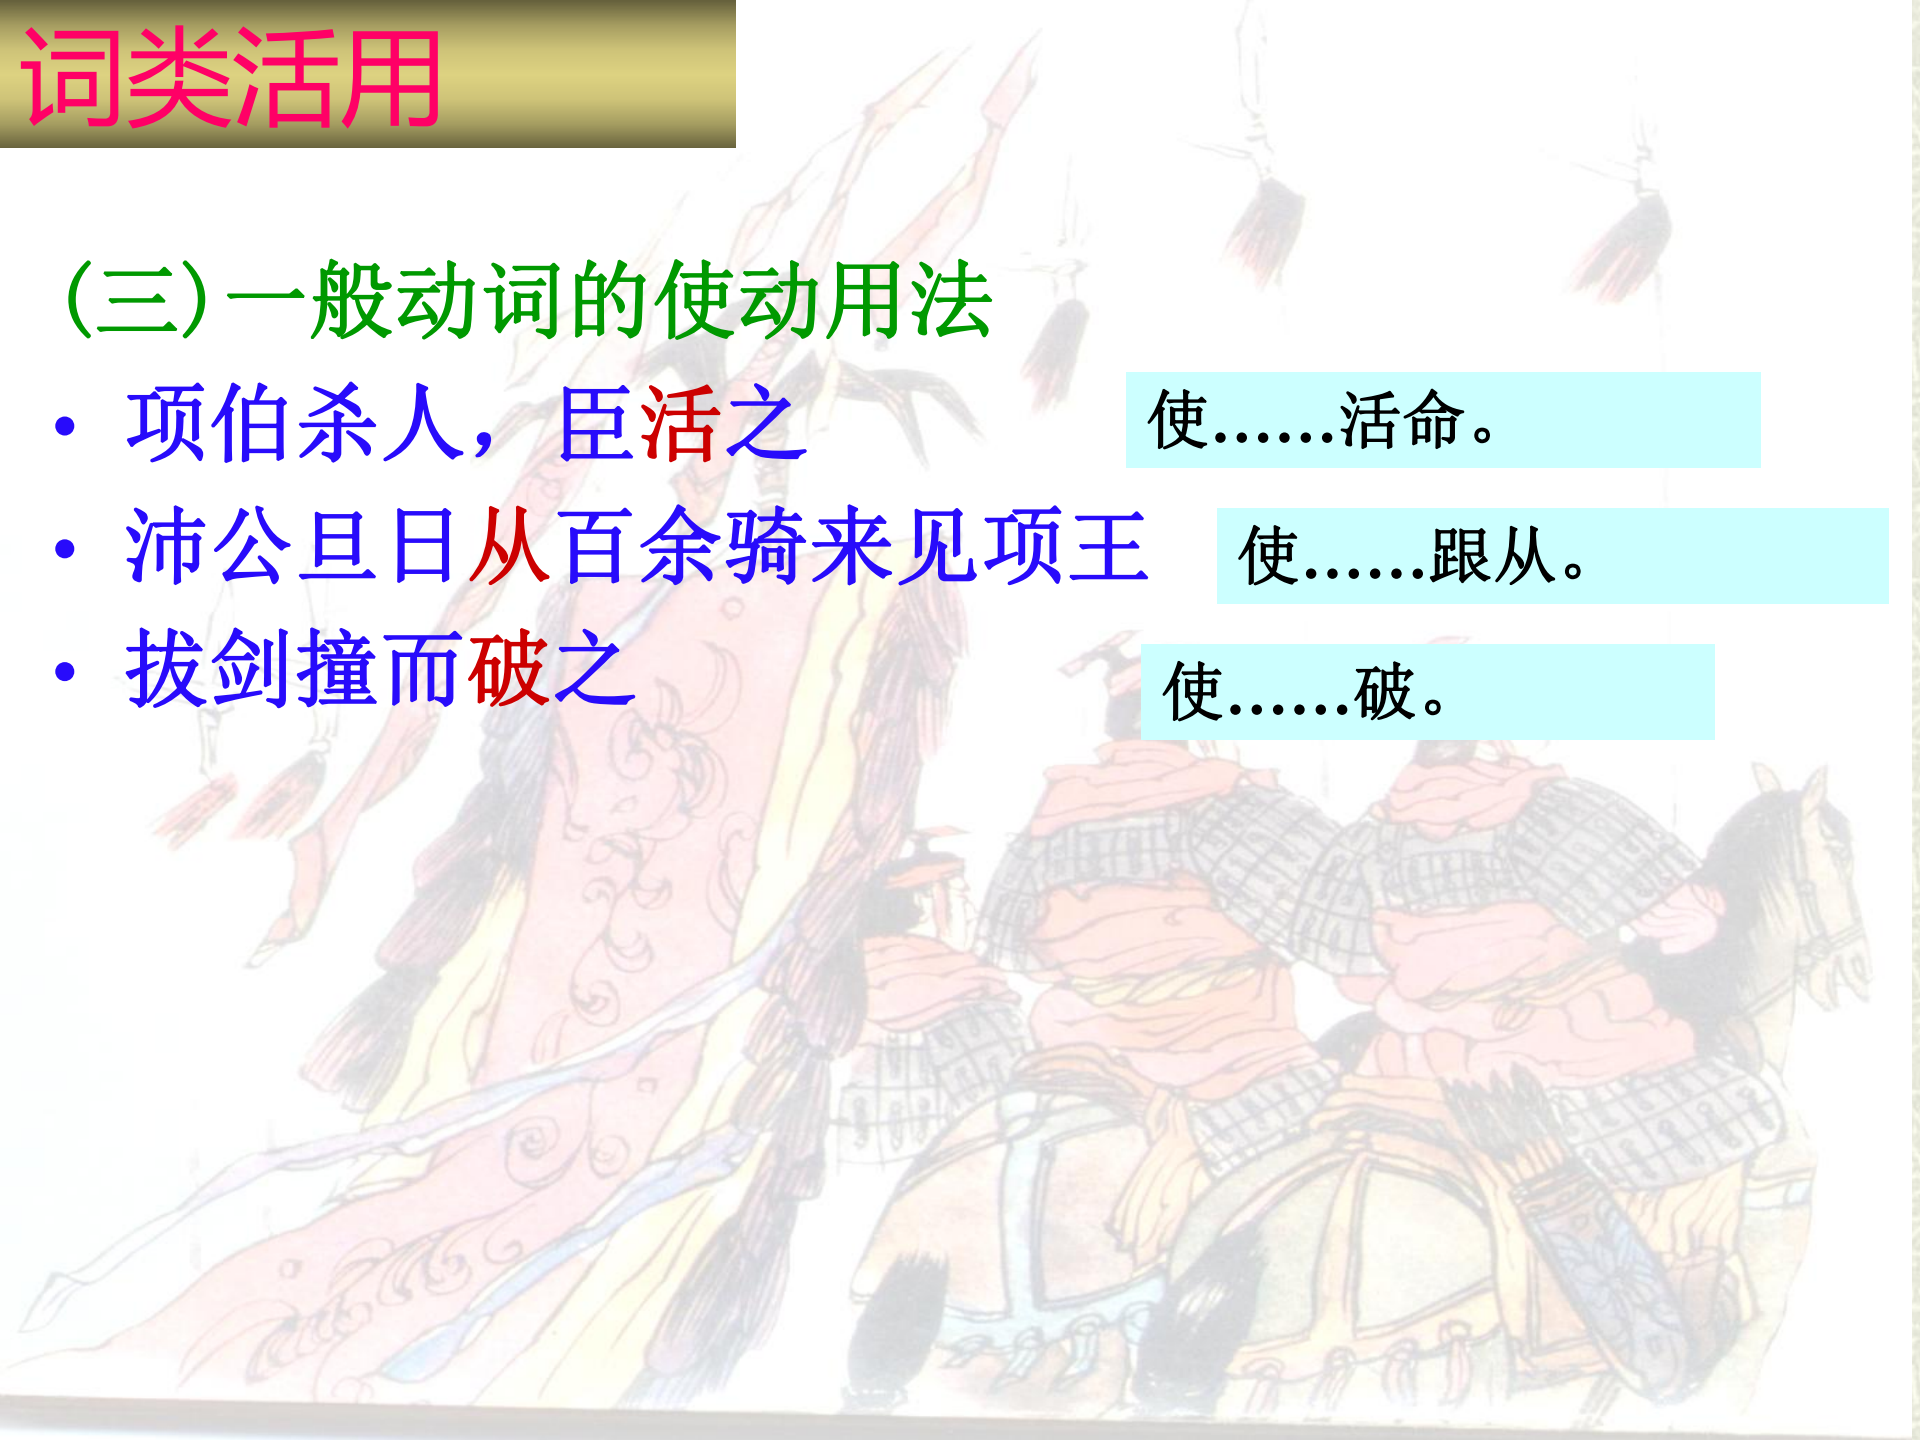 词类活用
(三)一般动词的使动用法
• 项伯杀人，臣活之
使……活命。
• 沛公旦日从百余骑来见项王
使……跟从。
• 拔剑撞而破之
使……破。